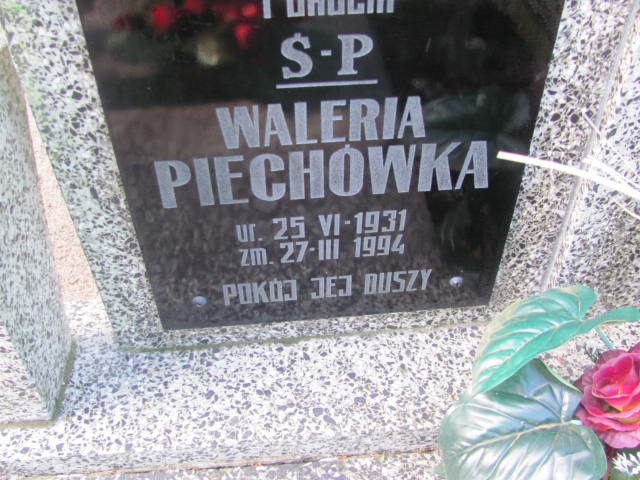 Ś-P
WALERIA
PIECHÓWKA
ur. 25 VI-1931
zm. 27-III 1994
POKÓJ JEJ DUSZY